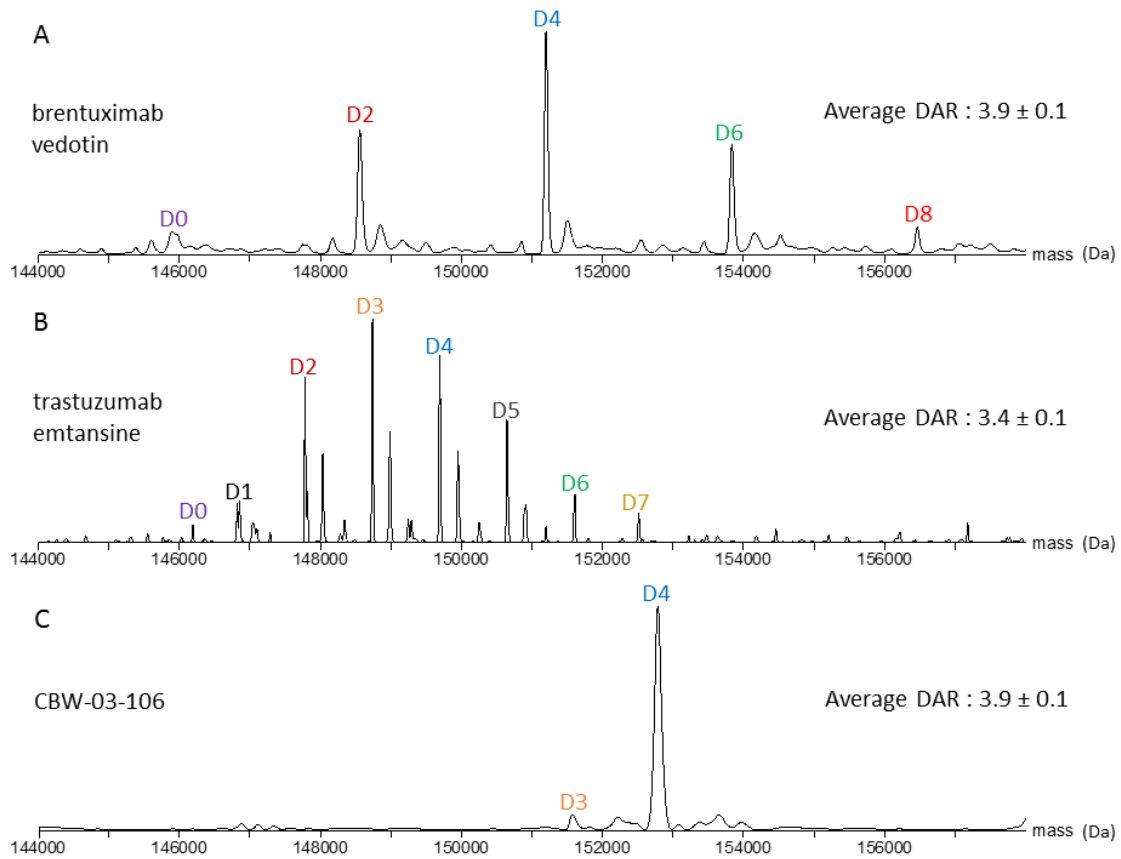 A
D4
D2
brentuximab
vedotin
Average DAR : 3.9 ± 0.1
D6
D0
D8
144000 146000 148000 150000 152000 154000 156000 mass (Da)
B
D3
D4
D2
trastuzumab
emtansine
D5
Average DAR : 3.4 ± 0.1
D1
D6
D0
D7
144000 146000 148000 150000 152000 154000 156000 mass (Da)
C
D4
CBW-03-106
Average DAR : 3.9 ± 0.1
D3
144000 146000 148000 150000 152000 154000 156000 mass (Da)